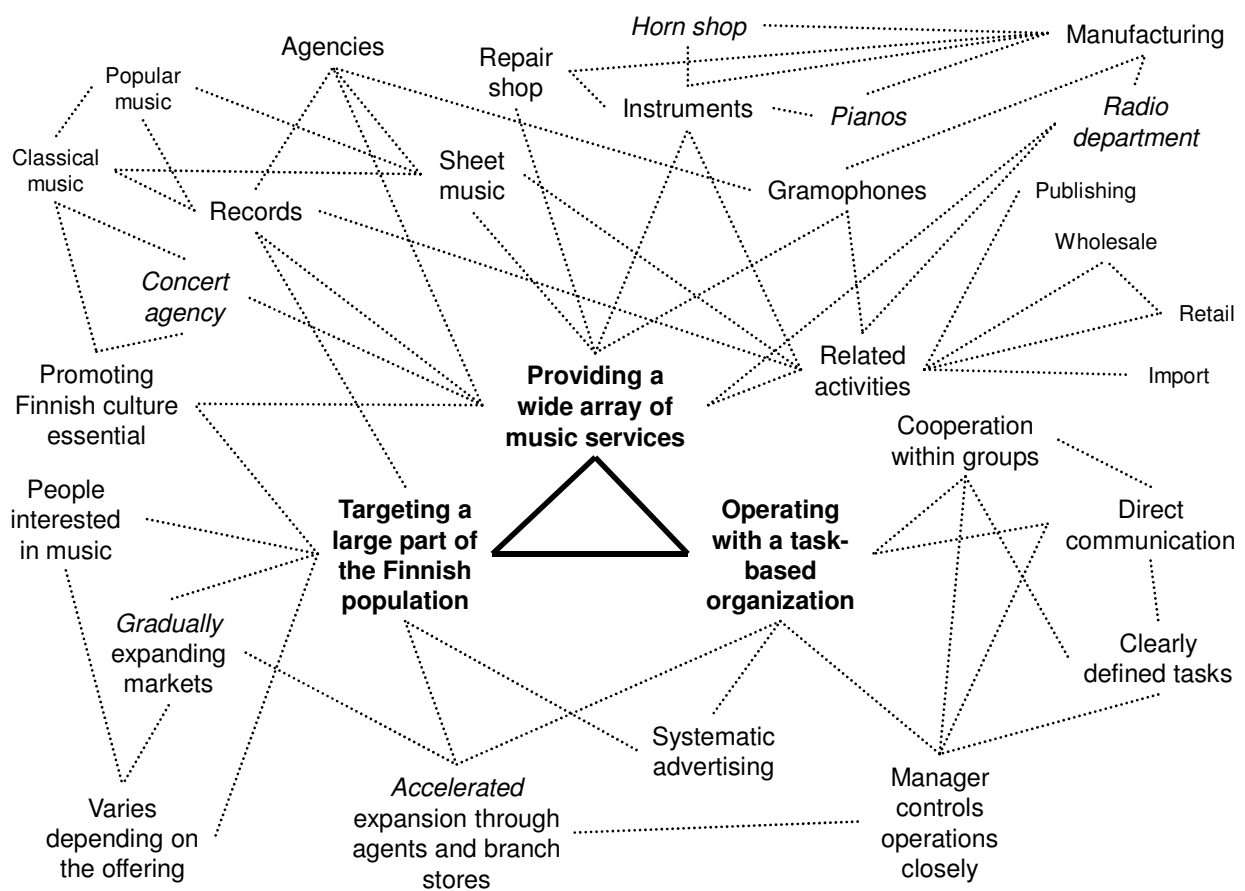 Horn shop
Manufacturing
Agencies
Repair
shop
Popular
music
Instruments
Pianos
Radio
department
Classical
music
Sheet
music
Gramophones
Publishing
Records
Wholesale
Concert
agency
Retail
Related
activities
Import
Promoting
Finnish culture
essential
Providing a
wide array of
music services
Cooperation
within groups
People
interested
in music
Targeting a
large part of
the Finnish
population
Operating
with a task-
based
organization
Direct
communication
Gradually
expanding
markets
Clearly
defined tasks
Systematic
advertising
Varies
depending on
the offering
Accelerated
expansion through
agents and branch
stores
Manager
controls
operations
closely